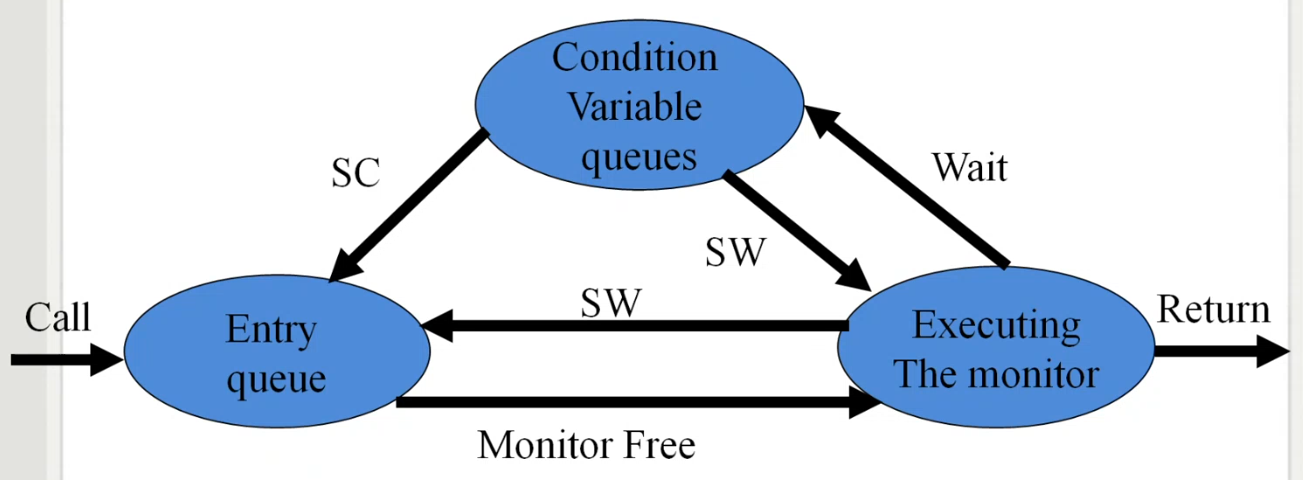 Condition
Variable
queues
SC
Wait
SW
SW
Call
Entry
queue
Executing
The monitor
Return
Monitor Free